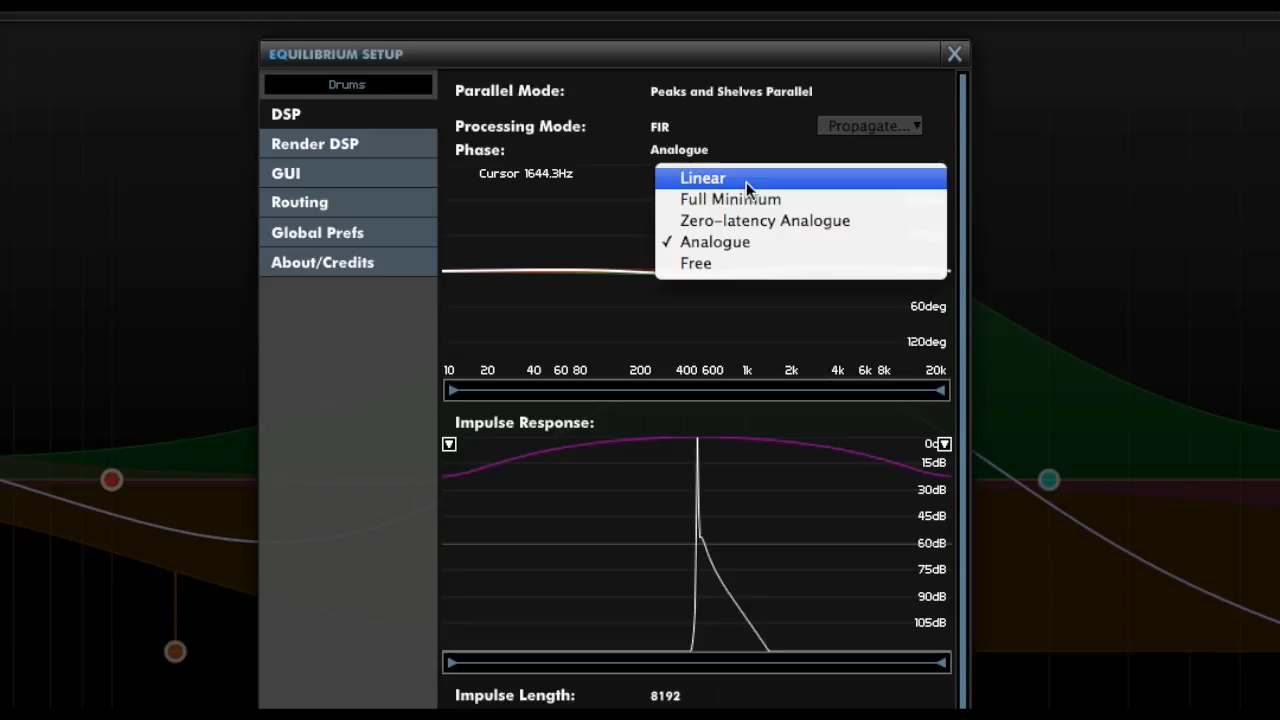 EQUILIBRIUM SETUP
Drums
DSP
Render DSP
GUI
Routing
Global Prefs
About/Credits
Parallel Mode:
Peaks and Shelves Parallel
Processing Mode:
FIR
Propagate...
Phase:
Analogue
Cursor 1644.3Hz
Linear
Full Minimum
Zero-latency Analogue
✓ Analogue
Free
60deg
120deg
10 20 40 60 80 200 400 600 1k 2k 4k 6k 8k 20k
Impulse Response:
15dB
30dB
45dB
60dB
75dB
90dB
105dB
Impulse Length:
8192